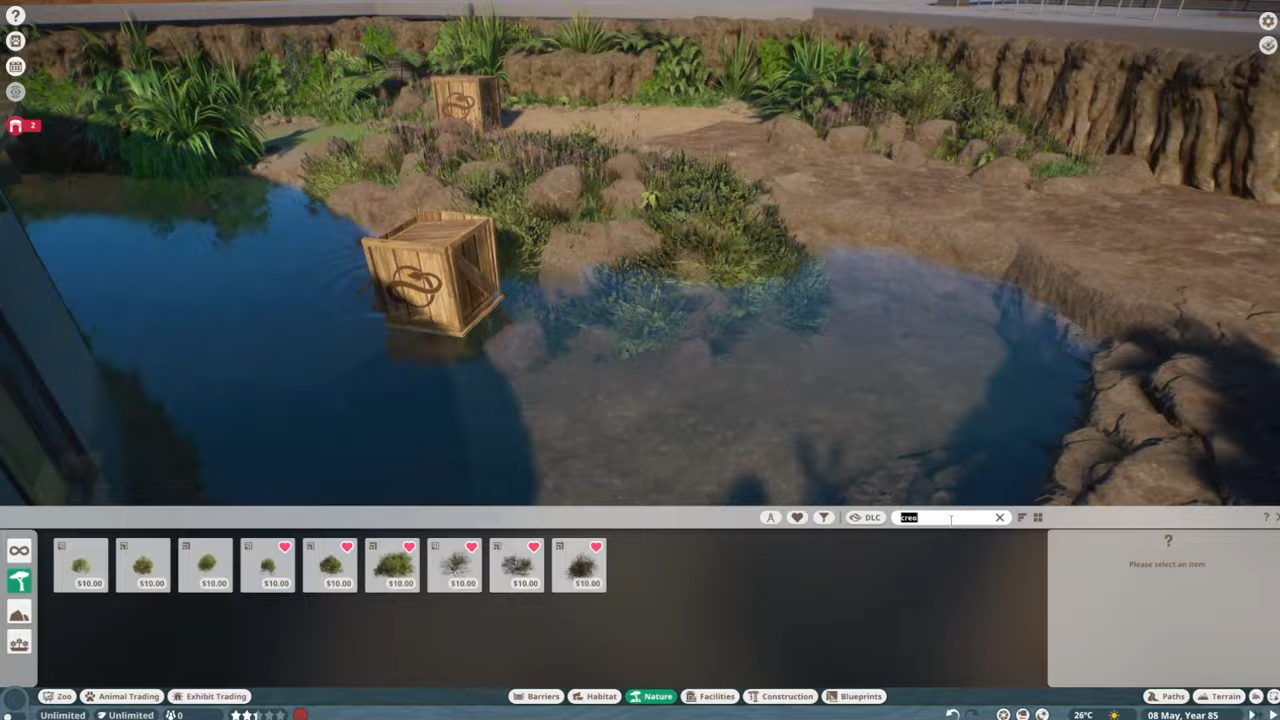 ?
2
DLC
creo
?
$10.00 $10.00 $10.00 $10.00 $10.00 $10.00 $10.00 $10.00 $10.00
?
Please select an item
Zoo Animal Trading Exhibit Trading Barriers Habitat Nature Facilities Construction Blueprints Paths Terrain
Unlimited Unlimited 0 26°C 08 May, Year 85